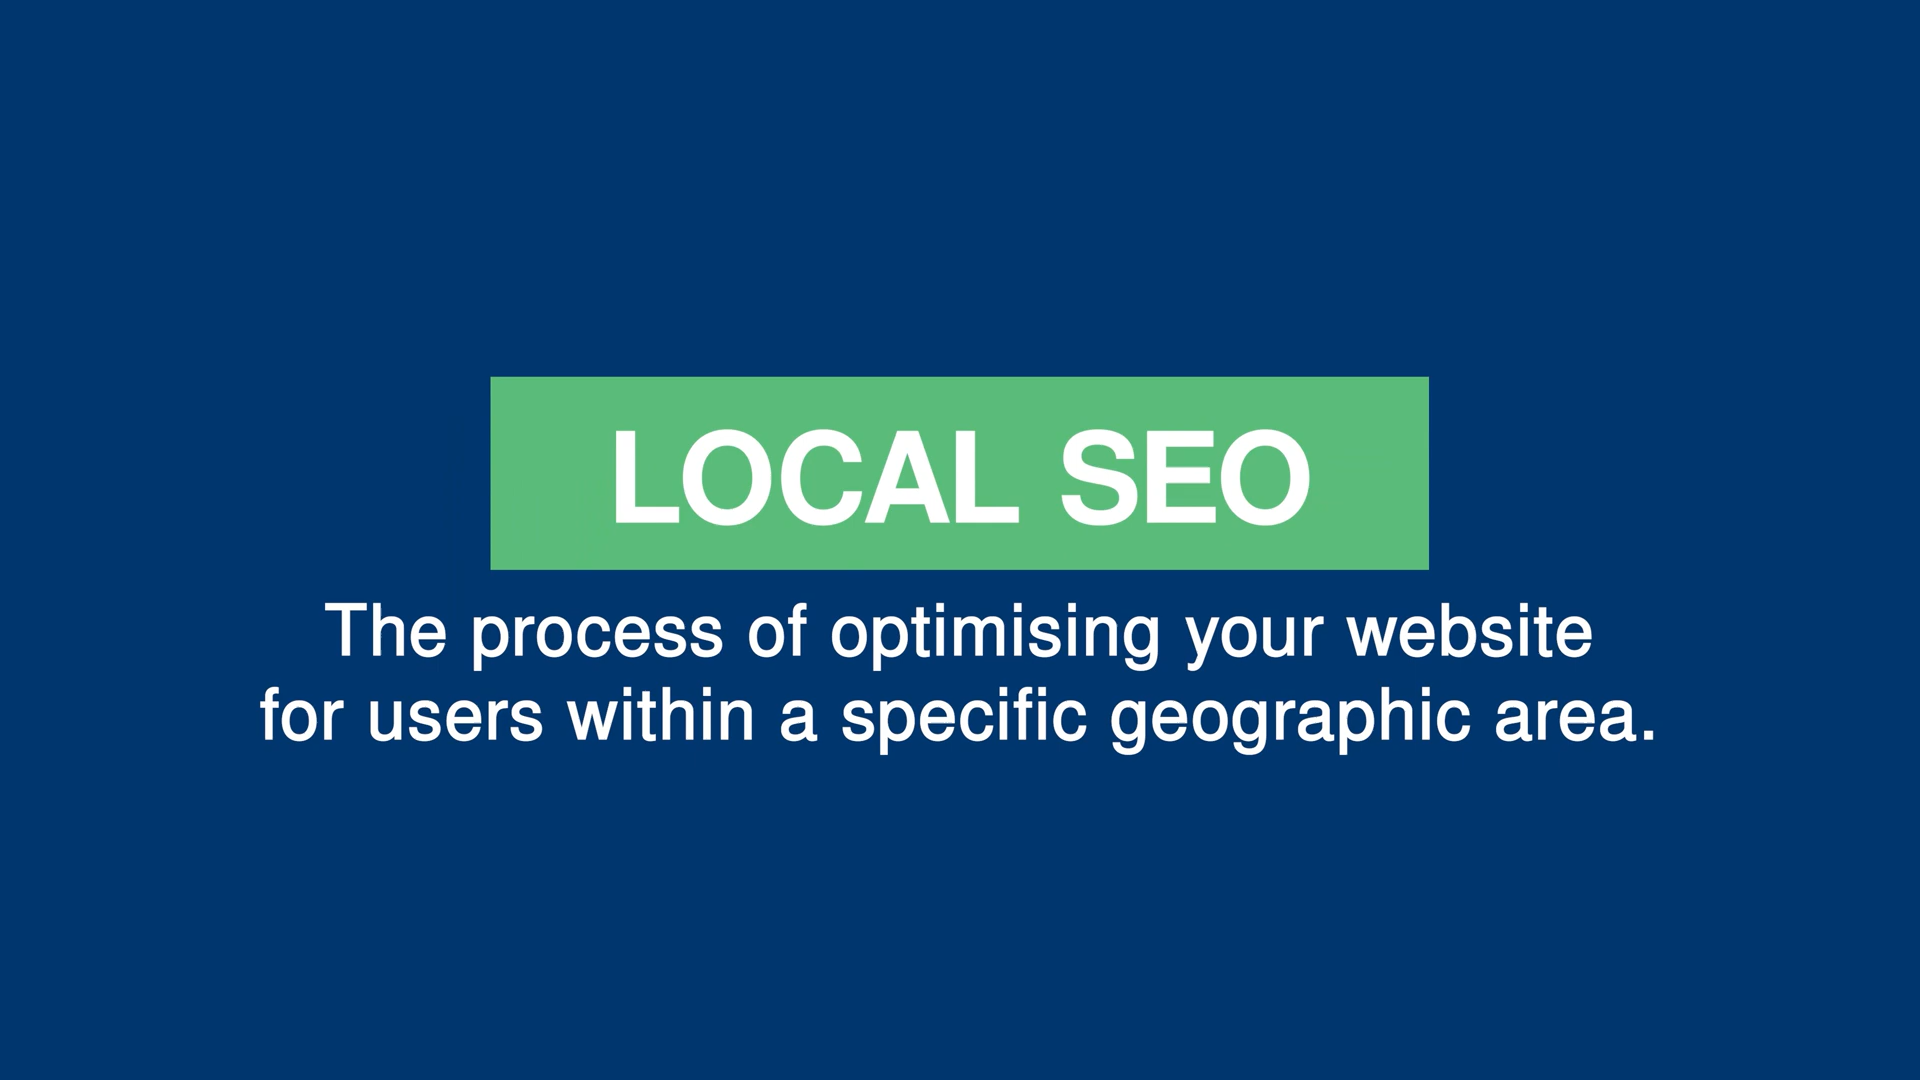 LOCAL SEO
The process of optimising your website
for users within a specific geographic area.